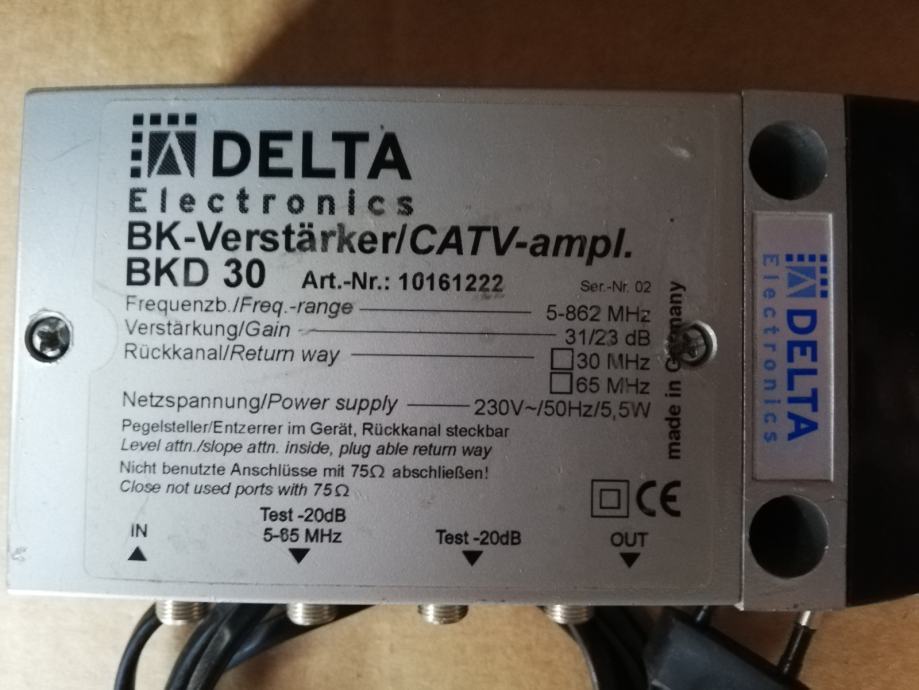 DELTA
Electronics
BK-Verstärker/CATV-ampl.
BKD 30 Art.-Nr.: 10161222 Ser.-Nr. 02
Frequenzb./Freq.-range 5-862 MHz
Verstärkung/Gain 31/23 dB
Rückkanal/Return way 30 MHz
65 MHz
Netzspannung/Power supply 230V~/50Hz/5,5W
Pegelsteller/Entzerrer im Gerät, Rückkanal steckbar
Level attn./slope attn. inside, plug able return way
Nicht benutzte Anschlüsse mit 75Ω abschließen!
Close not used ports with 75Ω
CE
made in Germany
IN
Test -20dB
5-65 MHz
Test -20dB
OUT
DELTA
Electronics